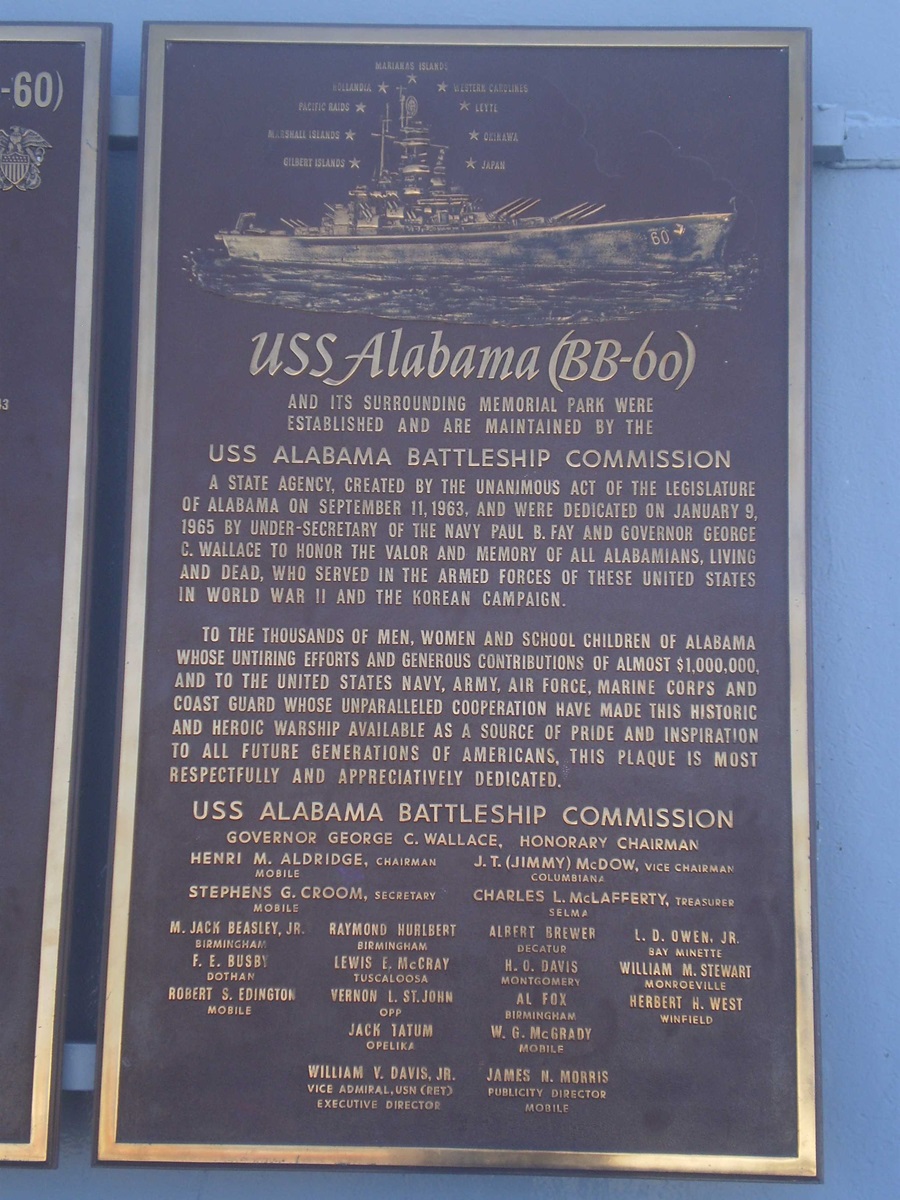 -60)
43
MARIANAS ISLANDS
HOLLANDIA ★ ★ WESTERN CAROLINES
PACIFIC RAIDS ★ ★ LEYTE
MARSHALL ISLANDS ★ ★ OKINAWA
GILBERT ISLANDS ★ ★ JAPAN
60
USS Alabama (BB-60)
AND ITS SURROUNDING MEMORIAL PARK WERE
ESTABLISHED AND ARE MAINTAINED BY THE
USS ALABAMA BATTLESHIP COMMISSION
A STATE AGENCY, CREATED BY THE UNANIMOUS ACT OF THE LEGISLATURE
OF ALABAMA ON SEPTEMBER 11, 1963, AND WERE DEDICATED ON JANUARY 9,
1965 BY UNDER-SECRETARY OF THE NAVY PAUL B. FAY AND GOVERNOR GEORGE
C. WALLACE TO HONOR THE VALOR AND MEMORY OF ALL ALABAMIANS, LIVING
AND DEAD, WHO SERVED IN THE ARMED FORCES OF THESE UNITED STATES
IN WORLD WAR II AND THE KOREAN CAMPAIGN.
TO THE THOUSANDS OF MEN, WOMEN AND SCHOOL CHILDREN OF ALABAMA
WHOSE UNTIRING EFFORTS AND GENEROUS CONTRIBUTIONS OF ALMOST $1,000,000,
AND TO THE UNITED STATES NAVY, ARMY, AIR FORCE, MARINE CORPS AND
COAST GUARD WHOSE UNPARALLELED COOPERATION HAVE MADE THIS HISTORIC
AND HEROIC WARSHIP AVAILABLE AS A SOURCE OF PRIDE AND INSPIRATION
TO ALL FUTURE GENERATIONS OF AMERICANS, THIS PLAQUE IS MOST
RESPECTFULLY AND APPRECIATIVELY DEDICATED.
USS ALABAMA BATTLESHIP COMMISSION
GOVERNOR GEORGE C. WALLACE, HONORARY CHAIRMAN
HENRI M. ALDRIDGE, CHAIRMAN J. T. (JIMMY) McDOW, VICE CHAIRMAN
MOBILE COLUMBIANA
STEPHENS G. CROOM, SECRETARY CHARLES L. McLAFFERTY, TREASURER
MOBILE SELMA
M. JACK BEASLEY, JR. RAYMOND HURLBERT ALBERT BREWER L. D. OWEN, JR.
BIRMINGHAM BIRMINGHAM DECATUR BAY MINETTE
F. E. BUSBY LEWIS E. McCRAY H. O. DAVIS WILLIAM M. STEWART
DOTHAN TUSCALOOSA MONTGOMERY MONROEVILLE
ROBERT S. EDINGTON VERNON L. ST. JOHN AL FOX HERBERT H. WEST
MOBILE OPP BIRMINGHAM WINFIELD
JACK TATUM W. G. McGRADY
OPELIKA MOBILE
WILLIAM V. DAVIS, JR. JAMES N. MORRIS
VICE ADMIRAL, USN (RET) PUBLICITY DIRECTOR
EXECUTIVE DIRECTOR MOBILE